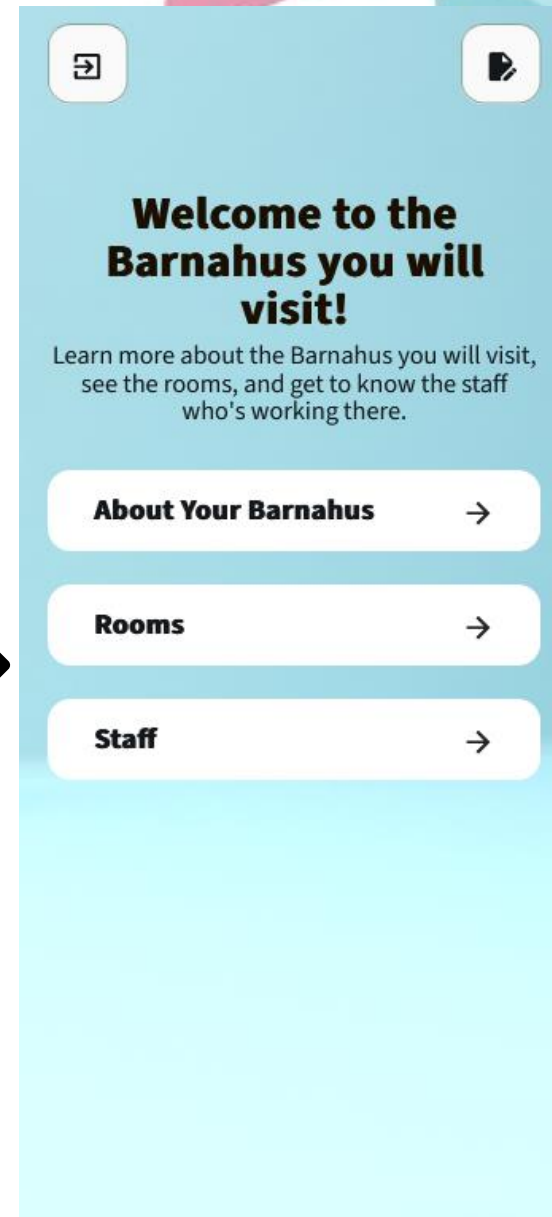 Welcome to the
Barnahus you will
visit!
Learn more about the Barnahus you will visit,
see the rooms, and get to know the staff
who's working there.
About Your Barnahus
Rooms
Staff